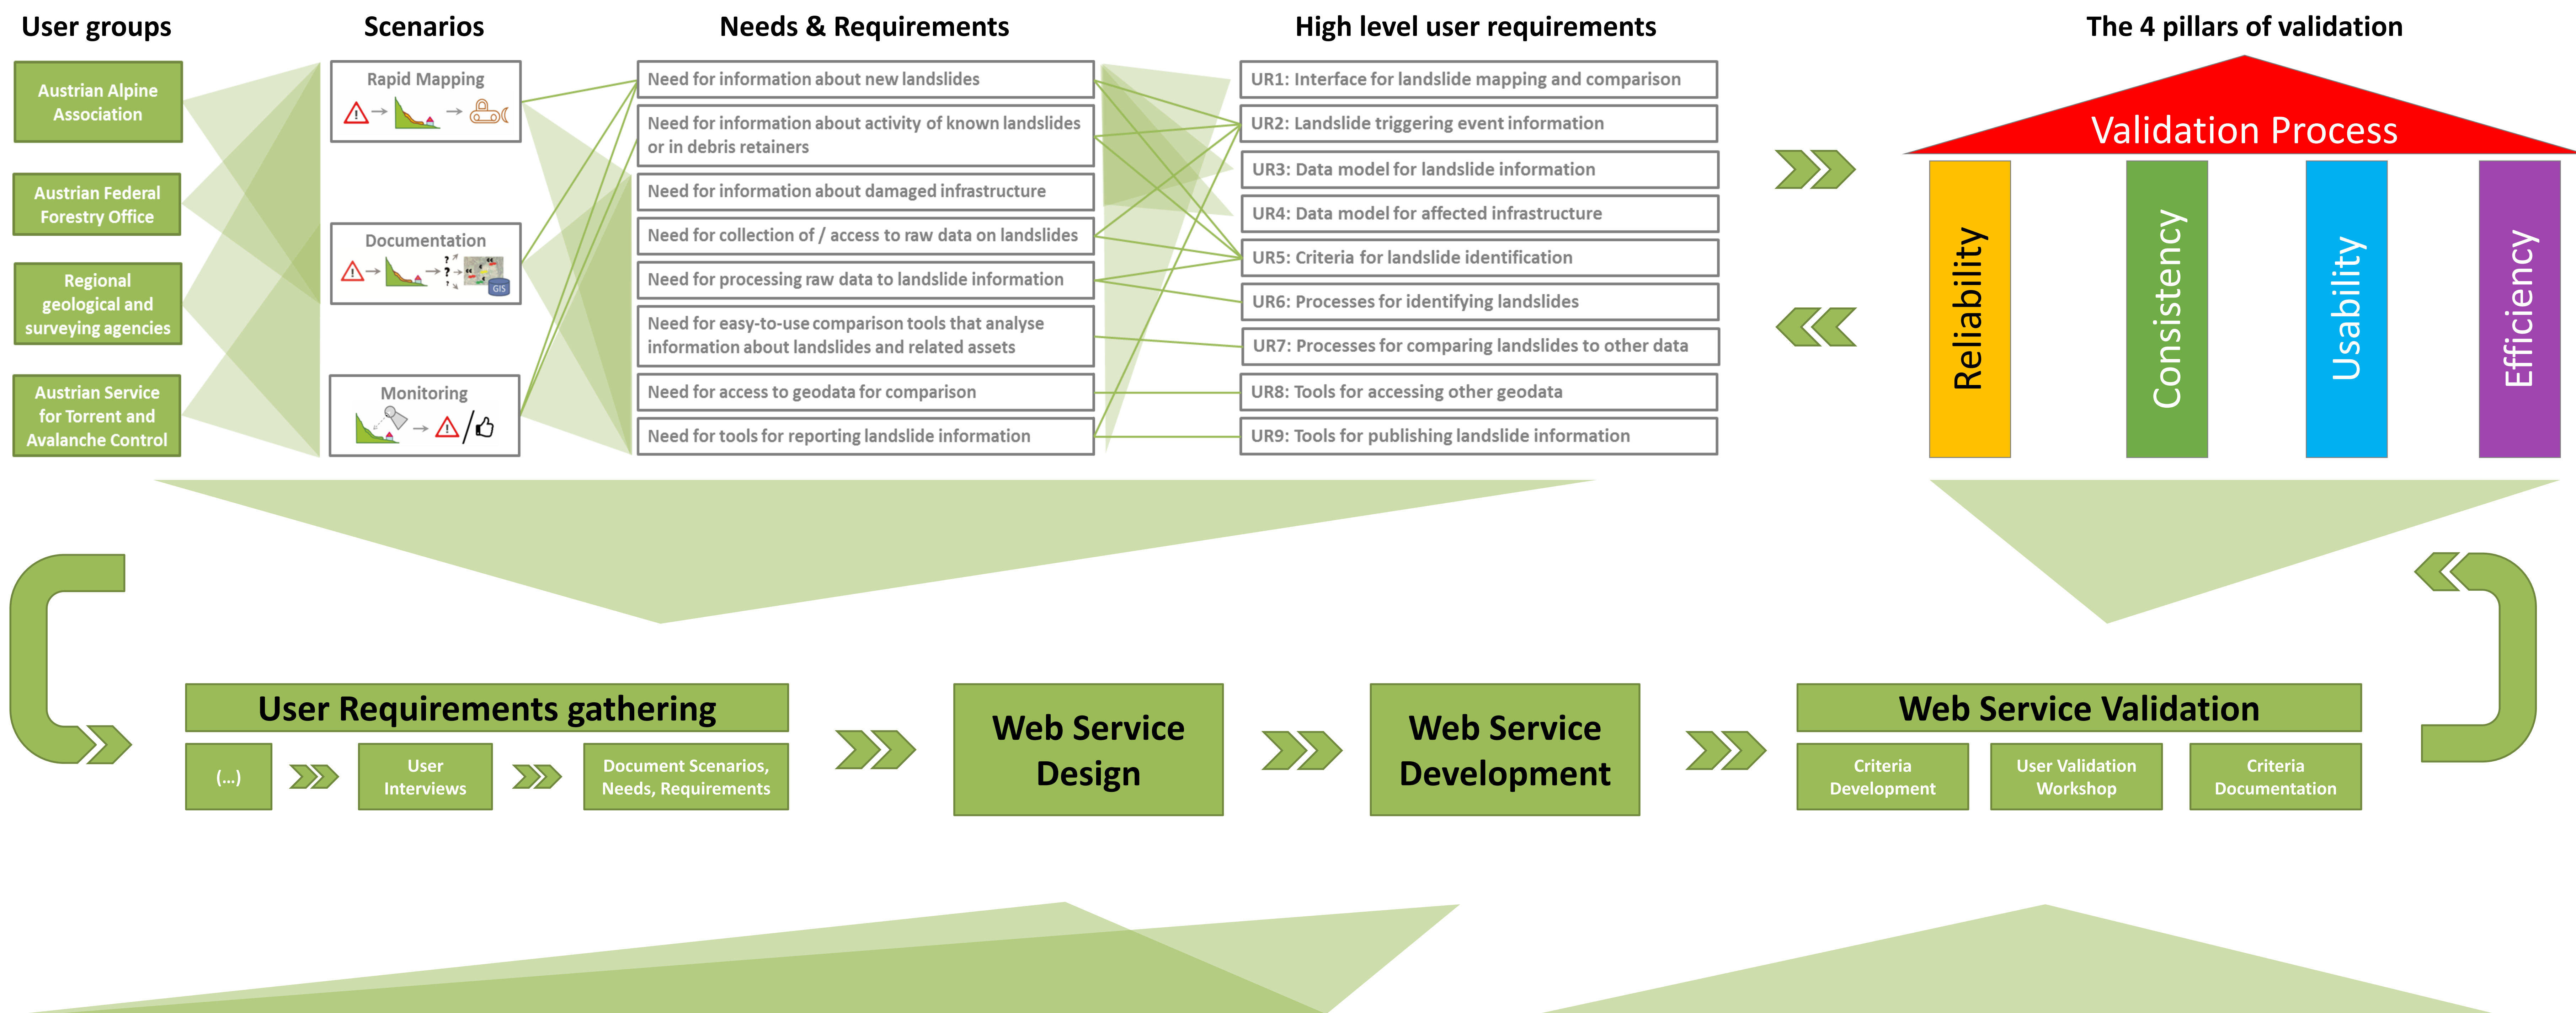 User groups
Scenarios
Needs & Requirements
High level user requirements
The 4 pillars of validation
Austrian Alpine
Association
Austrian Federal
Forestry Office
Regional
geological and
surveying agencies
Austrian Service
for Torrent and
Avalanche Control
Rapid Mapping
Documentation
GIS
Monitoring
Need for information about new landslides
Need for information about activity of known landslides
or in debris retainers
Need for information about damaged infrastructure
Need for collection of / access to raw data on landslides
Need for processing raw data to landslide information
Need for easy-to-use comparison tools that analyse
information about landslides and related assets
Need for access to geodata for comparison
Need for tools for reporting landslide information
UR1: Interface for landslide mapping and comparison
UR2: Landslide triggering event information
UR3: Data model for landslide information
UR4: Data model for affected infrastructure
UR5: Criteria for landslide identification
UR6: Processes for identifying landslides
UR7: Processes for comparing landslides to other data
UR8: Tools for accessing other geodata
UR9: Tools for publishing landslide information
Validation Process
Reliability
Consistency
Usability
Efficiency
User Requirements gathering
(...)
User
Interviews
Document Scenarios,
Needs, Requirements
Web Service
Design
Web Service
Development
Web Service Validation
Criteria
Development
User Validation
Workshop
Criteria
Documentation